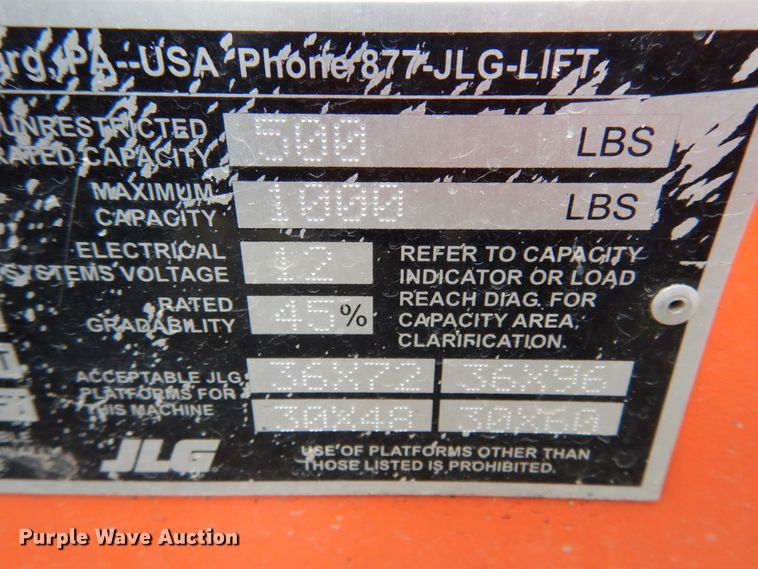 PA--USA Phone 877-JLG-LIFT
UNRESTRICTED
RATED CAPACITY 500 LBS
MAXIMUM
CAPACITY 1000 LBS
ELECTRICAL
SYSTEMS VOLTAGE 12
REFER TO CAPACITY
INDICATOR OR LOAD
REACH DIAG. FOR
CAPACITY AREA
CLARIFICATION.
RATED
GRADABILITY 45 %
ACCEPTABLE JLG
PLATFORMS FOR
THIS MACHINE
36X72 36X96
30X48 30X60
JLG
USE OF PLATFORMS OTHER THAN
THOSE LISTED IS PROHIBITED.
Purple Wave Auction